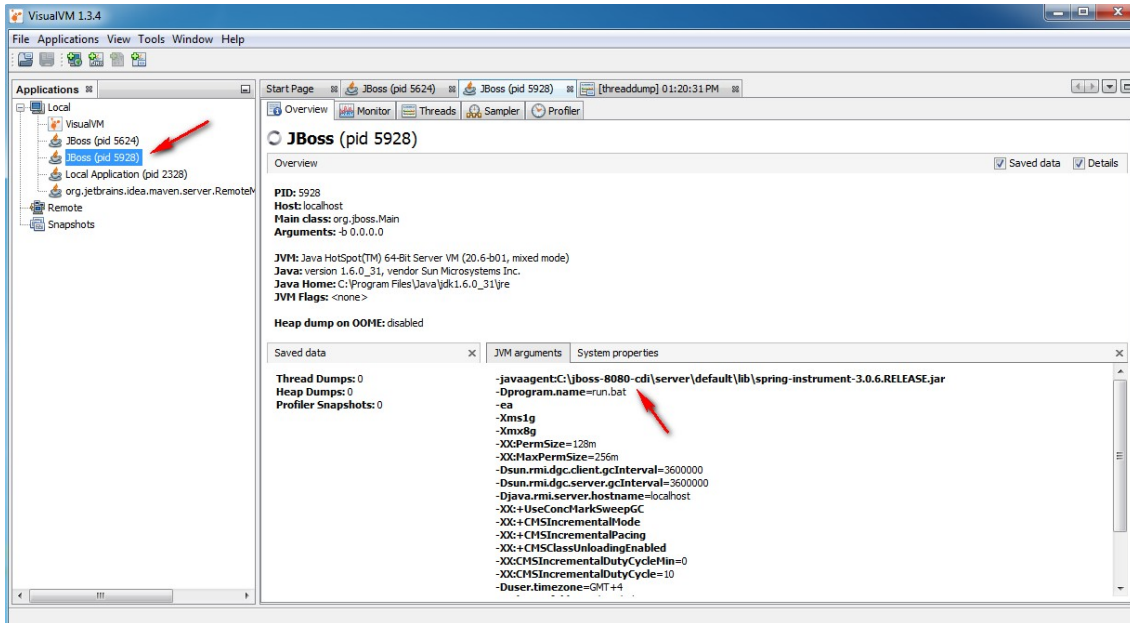 VisualVM 1.3.4
File Applications View Tools Window Help
Applications
Local
VisualVM
JBoss (pid 5624)
JBoss (pid 5928)
Local Application (pid 2328)
org.jetbrains.idea.maven.server.RemoteM
Remote
Snapshots
Start Page JBoss (pid 5624) JBoss (pid 5928) [threaddump] 01:20:31 PM
Overview Monitor Threads Sampler Profiler
JBoss (pid 5928)
Overview Saved data Details
PID: 5928
Host: localhost
Main class: org.jboss.Main
Arguments: -b 0.0.0.0
JVM: Java HotSpot(TM) 64-Bit Server VM (20.6-b01, mixed mode)
Java: version 1.6.0_31, vendor Sun Microsystems Inc.
Java Home: C:\Program Files\Java\jdk1.6.0_31\jre
JVM Flags: <none>
Heap dump on OOME: disabled
Saved data
Thread Dumps: 0
Heap Dumps: 0
Profiler Snapshots: 0
JVM arguments System properties
-javaagent:C:\jboss-8080-cdi\server\default\lib\spring-instrument-3.0.6.RELEASE.jar
-Dprogram.name=run.bat
-ea
-Xms1g
-Xmx8g
-XX:PermSize=128m
-XX:MaxPermSize=256m
-Dsun.rmi.dgc.client.gcInterval=3600000
-Dsun.rmi.dgc.server.gcInterval=3600000
-Djava.rmi.server.hostname=localhost
-XX:+UseConcMarkSweepGC
-XX:+CMSIncrementalMode
-XX:+CMSIncrementalPacing
-XX:+CMSClassUnloadingEnabled
-XX:CMSIncrementalDutyCycleMin=0
-XX:CMSIncrementalDutyCycle=10
-Duser.timezone=GMT+4